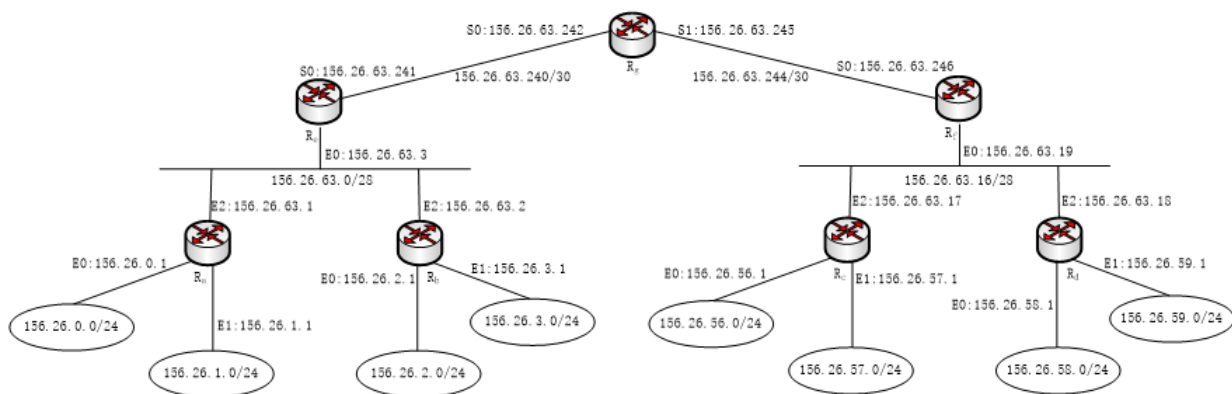 S0:156.26.63.242
S1:156.26.63.245
Rg
S0:156.26.63.241
156.26.63.240/30
156.26.63.244/30
S0:156.26.63.246
Re
Rf
E0:156.26.63.3
E0:156.26.63.19
156.26.63.0/28
156.26.63.16/28
E2:156.26.63.1
E2:156.26.63.2
E2:156.26.63.17
E2:156.26.63.18
E0:156.26.0.1
Ra
E0:156.26.2.1
Rb
E1:156.26.3.1
E0:156.26.56.1
Rc
E1:156.26.57.1
Rd
E1:156.26.59.1
E0:156.26.58.1
156.26.0.0/24
E1:156.26.1.1
156.26.3.0/24
156.26.56.0/24
156.26.59.0/24
156.26.1.0/24
156.26.2.0/24
156.26.57.0/24
156.26.58.0/24